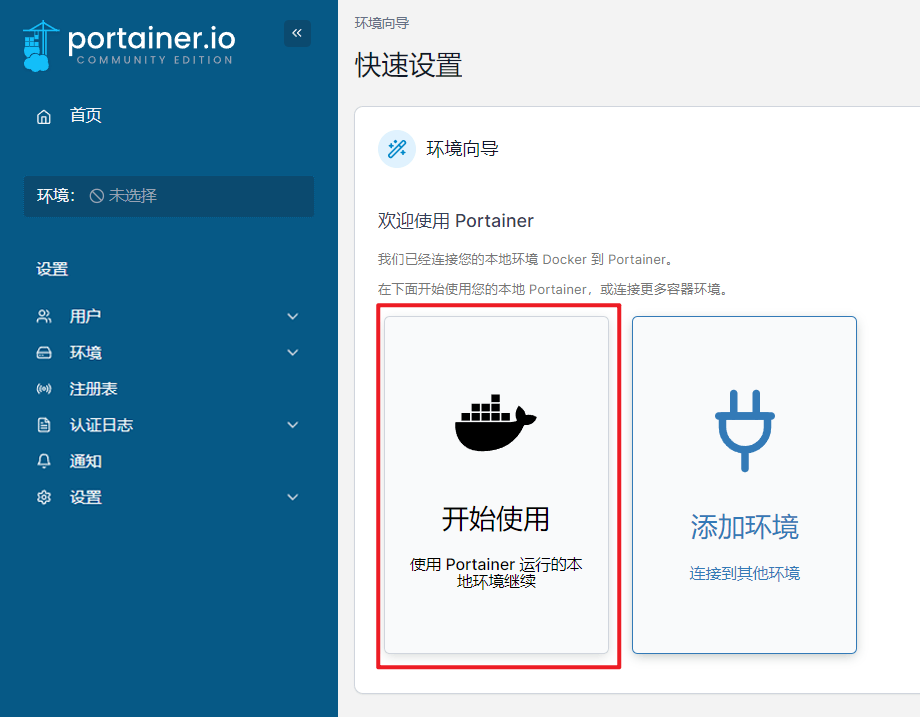 portainer.io
COMMUNITY EDITION
首页
环境： 未选择
设置
用户
环境
注册表
认证日志
通知
设置
环境向导
快速设置
环境向导
欢迎使用 Portainer
我们已经连接您的本地环境 Docker 到 Portainer。
在下面开始使用您的本地 Portainer，或连接更多容器环境。
开始使用
使用 Portainer 运行的本
地环境继续
添加环境
连接到其他环境